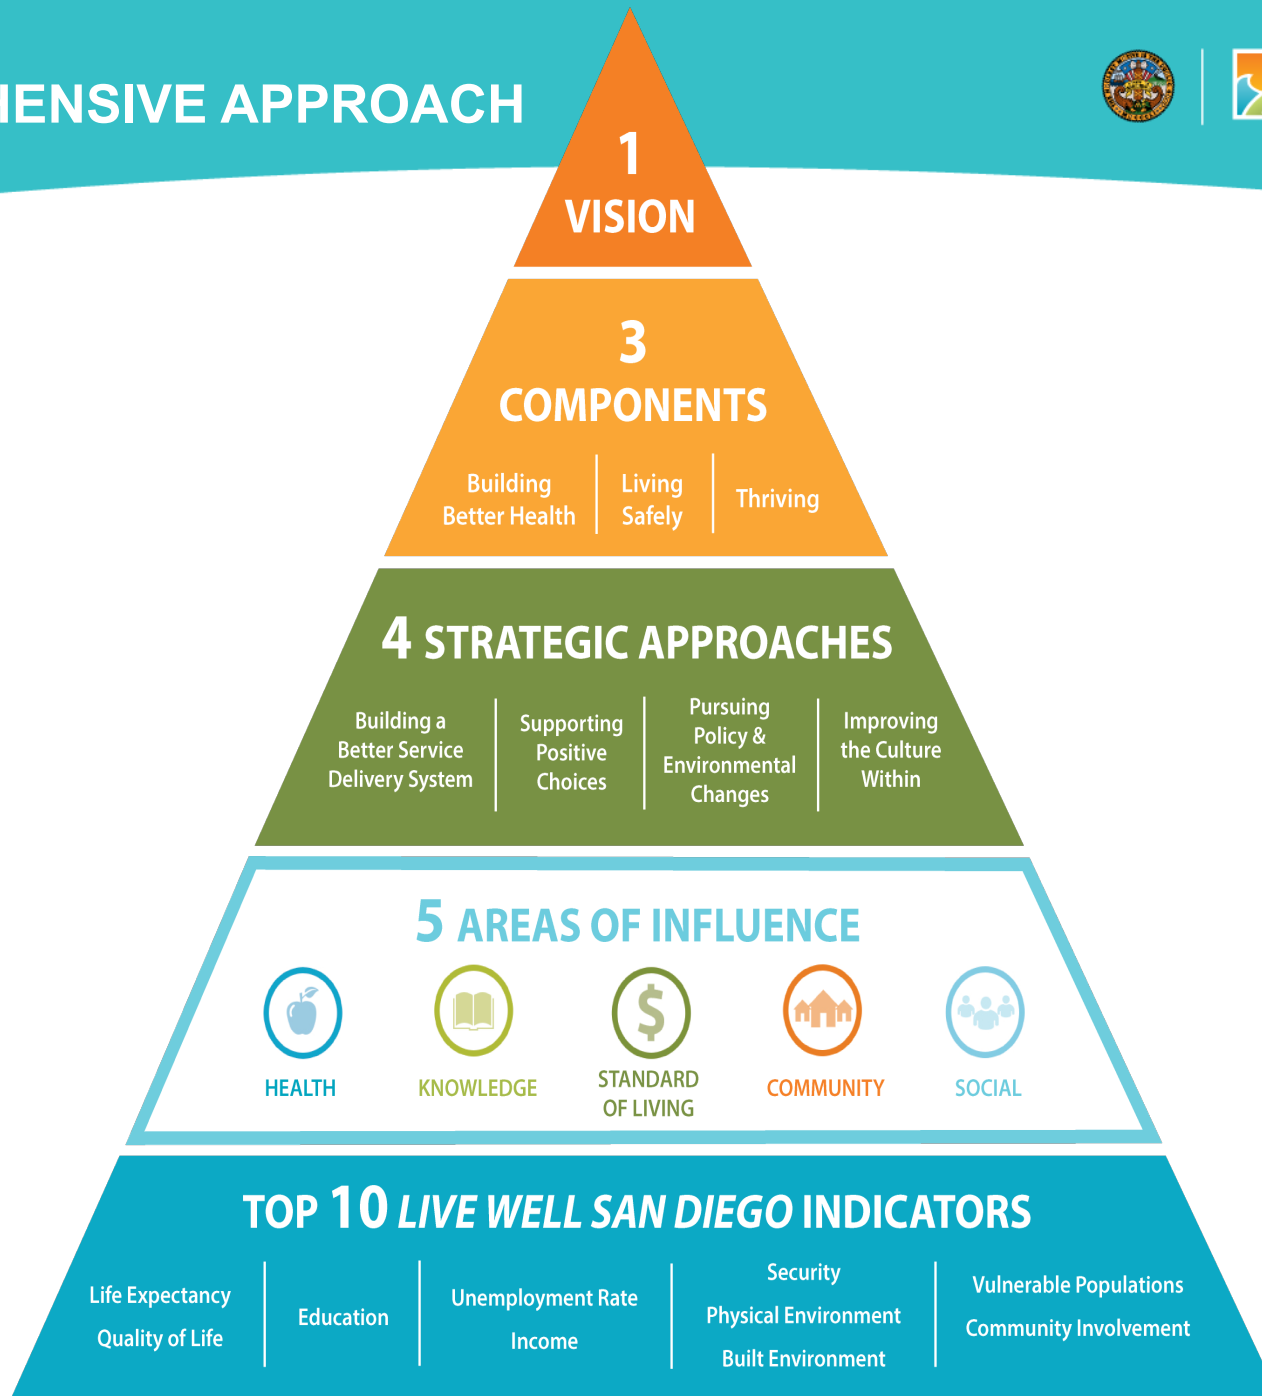 HENSIVE APPROACH
1
VISION
3
COMPONENTS
Building
Better Health
Living
Safely
Thriving
4 STRATEGIC APPROACHES
Building a
Better Service
Delivery System
Supporting
Positive
Choices
Pursuing
Policy &
Environmental
Changes
Improving
the Culture
Within
5 AREAS OF INFLUENCE
HEALTH
KNOWLEDGE
STANDARD
OF LIVING
COMMUNITY
SOCIAL
TOP 10 LIVE WELL SAN DIEGO INDICATORS
Life Expectancy
Quality of Life
Education
Unemployment Rate
Income
Security
Physical Environment
Built Environment
Vulnerable Populations
Community Involvement